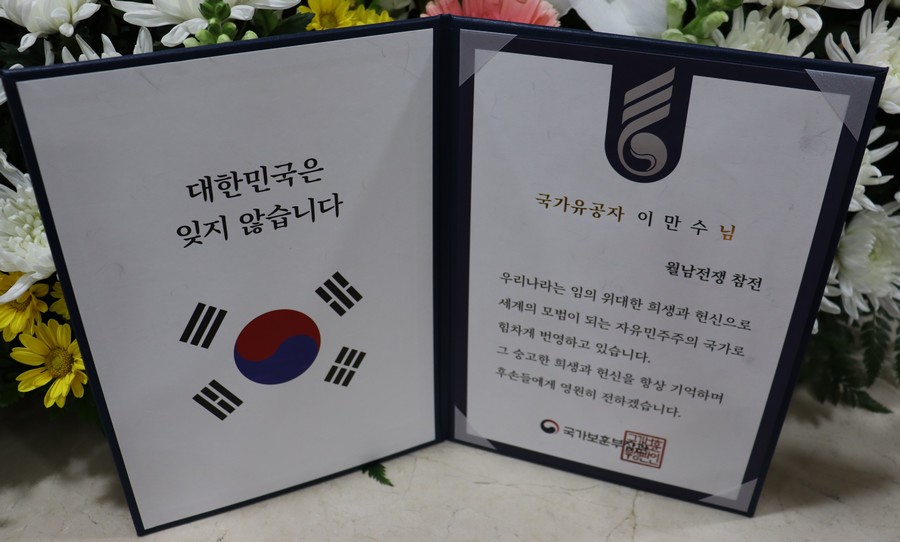 대한민국은
잊지 않습니다
국가유공자 이 만 수 님
월남전쟁 참전
우리나라는 임의 위대한 희생과 헌신으로
세계의 모범이 되는 자유민주주의 국가로
힘차게 번영하고 있습니다.
그 숭고한 희생과 헌신을 항상 기억하며
후손들에게 영원히 전하겠습니다.
국가보훈부장관